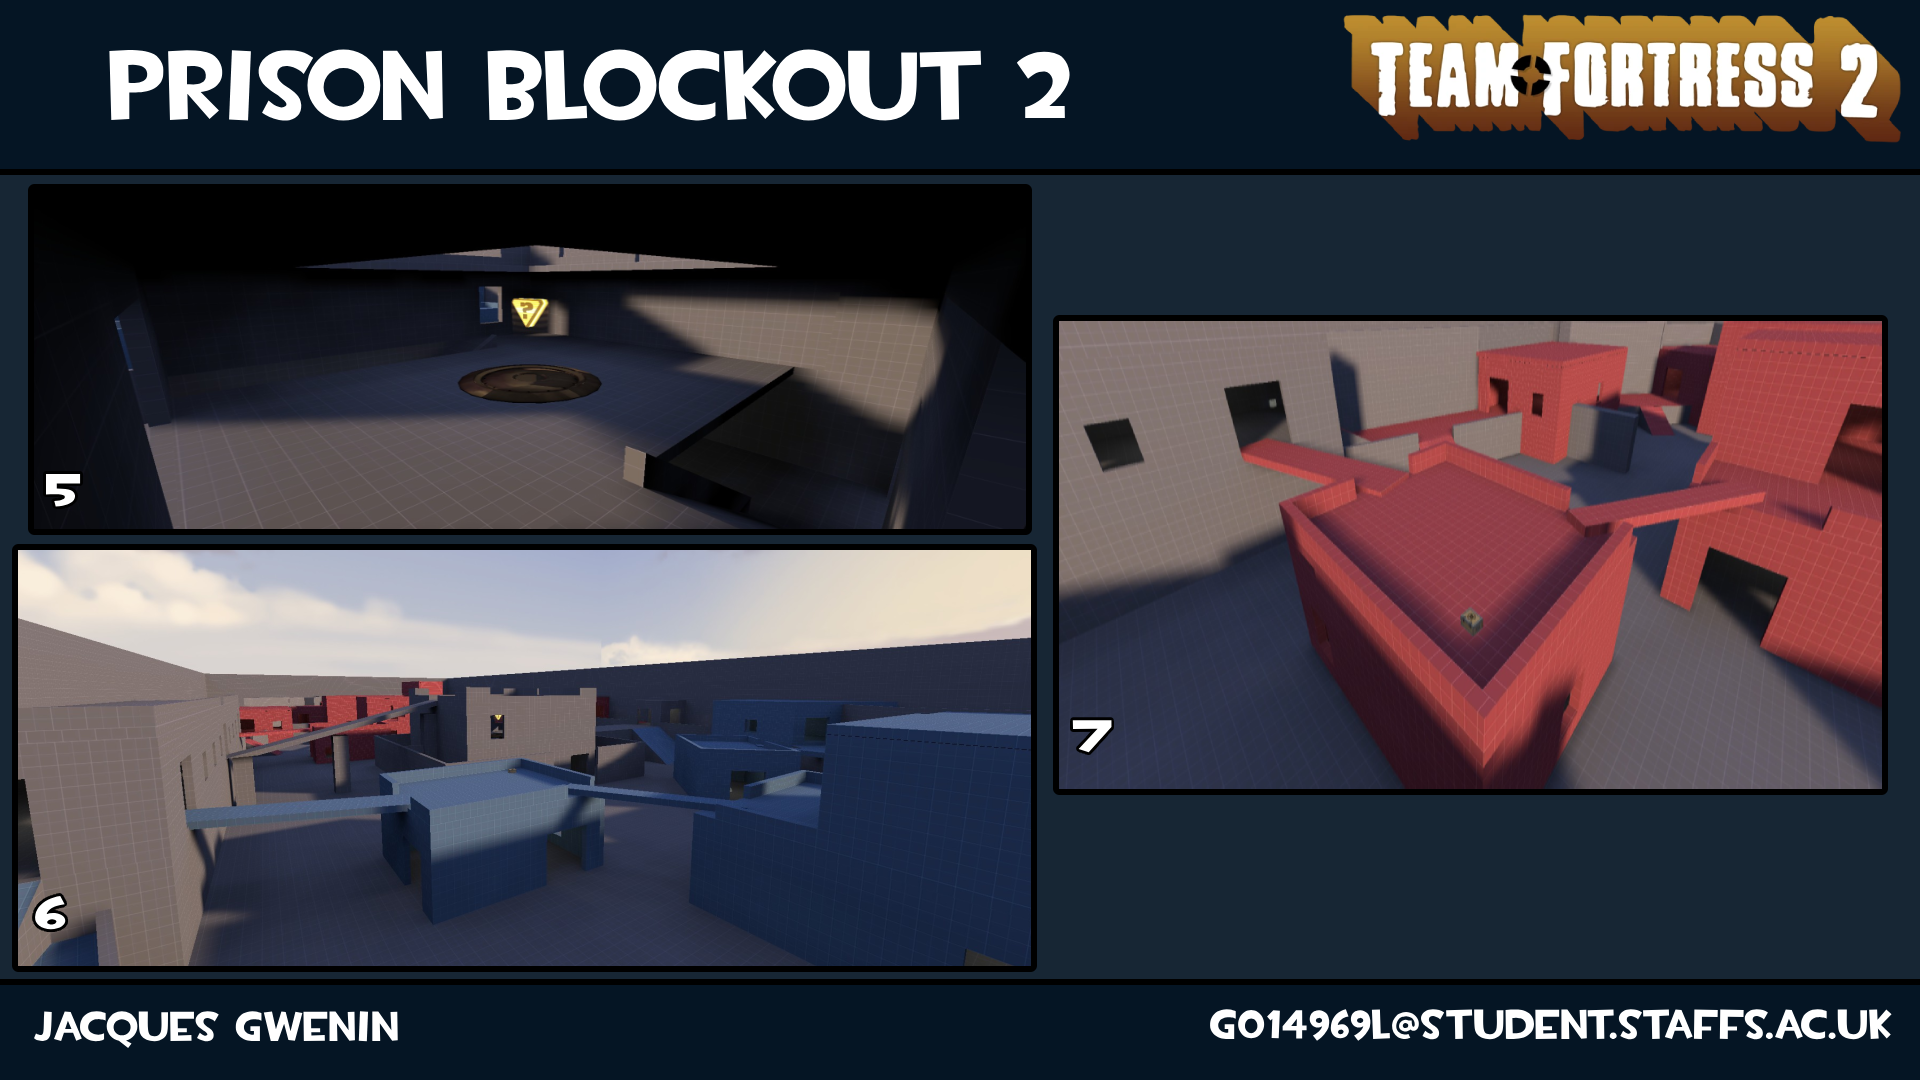 PRISON BLOCKOUT 2
TEAM FORTRESS 2
?
5
6
7
JACQUES GWENIN
G014969L@STUDENT.STAFFS.AC.UK